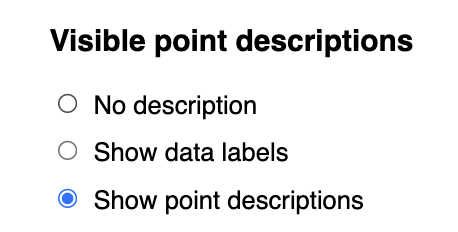 Visible point descriptions
No description
Show data labels
Show point descriptions